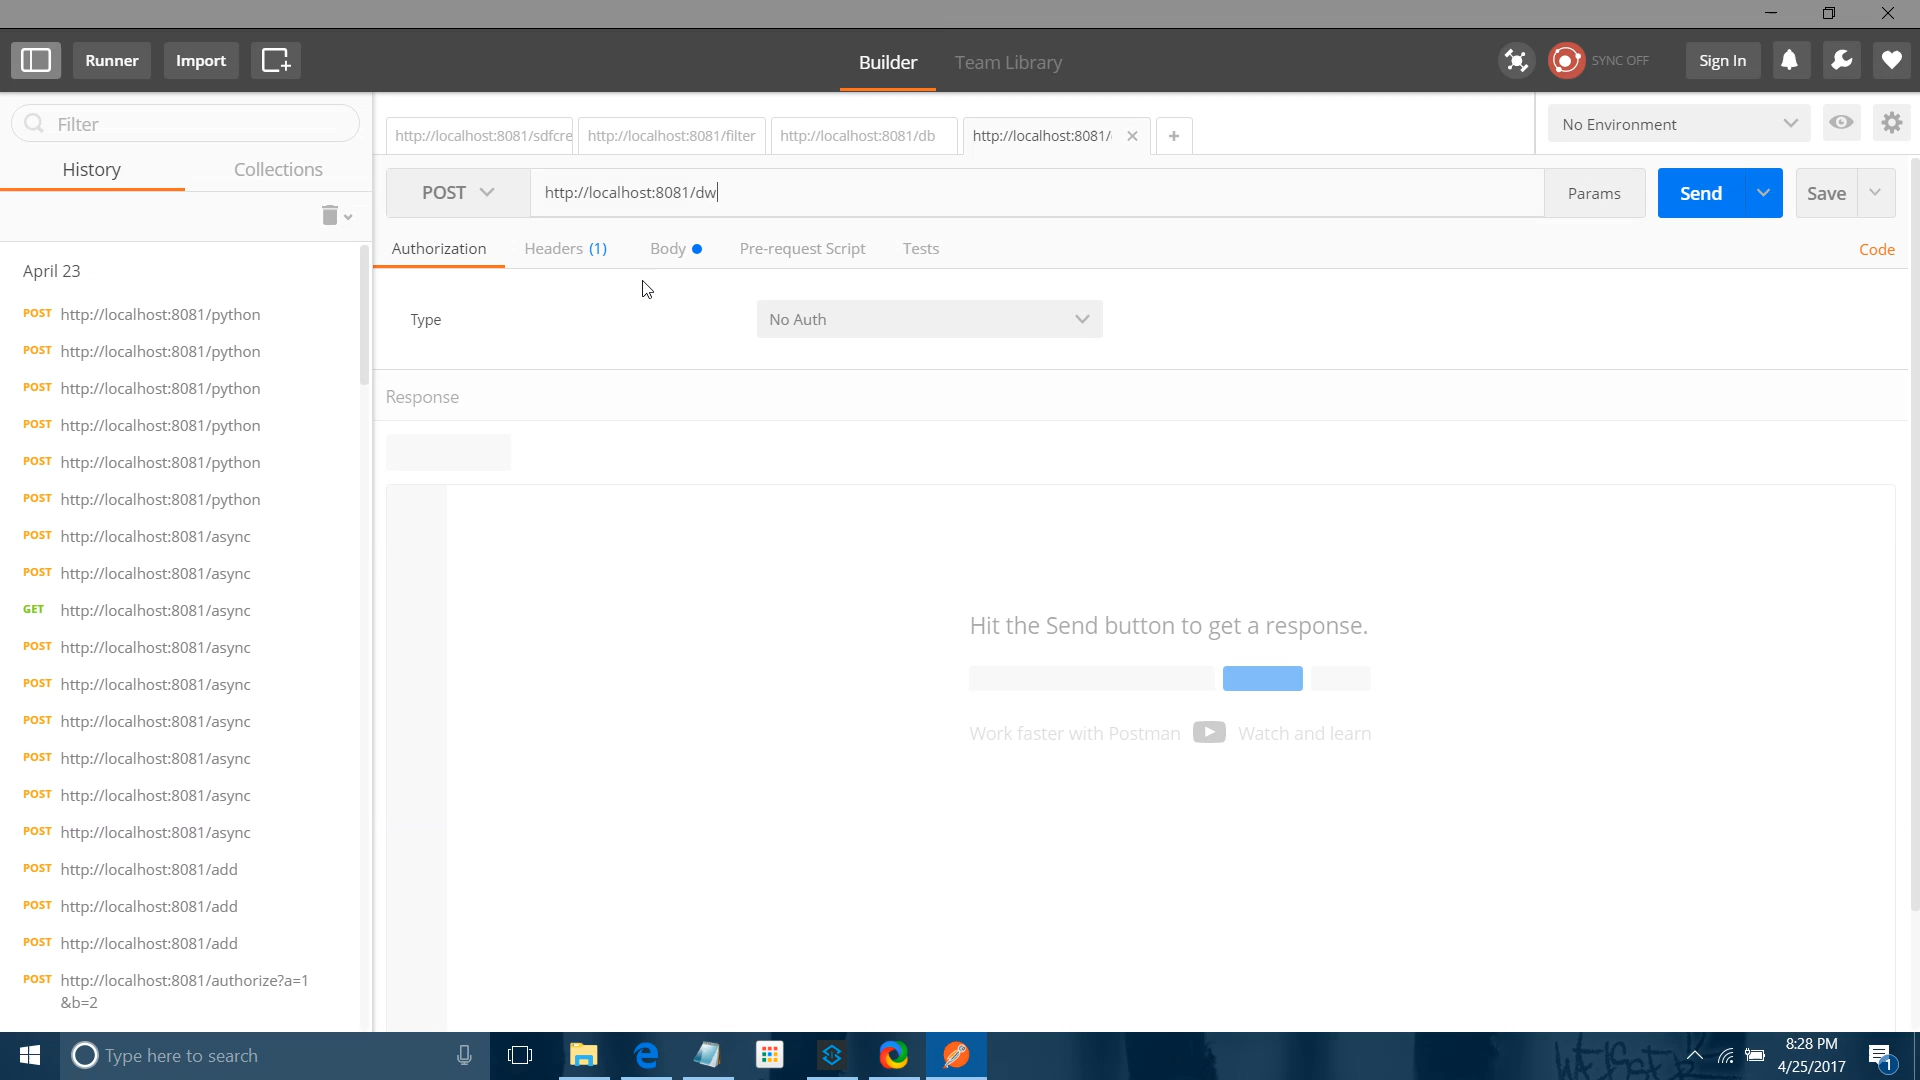 Runner
Import
Builder
Team Library
SYNC OFF
Sign In
Filter
History
Collections
April 23
POST http://localhost:8081/python
POST http://localhost:8081/python
POST http://localhost:8081/python
POST http://localhost:8081/python
POST http://localhost:8081/python
POST http://localhost:8081/python
POST http://localhost:8081/async
POST http://localhost:8081/async
GET http://localhost:8081/async
POST http://localhost:8081/async
POST http://localhost:8081/async
POST http://localhost:8081/async
POST http://localhost:8081/async
POST http://localhost:8081/async
POST http://localhost:8081/async
POST http://localhost:8081/add
POST http://localhost:8081/add
POST http://localhost:8081/add
POST http://localhost:8081/authorize?a=1
&b=2
http://localhost:8081/sdfcre
http://localhost:8081/filter
http://localhost:8081/db
http://localhost:8081/
No Environment
POST
http://localhost:8081/dw
Params
Send
Save
Authorization
Headers (1)
Body
Pre-request Script
Tests
Code
Type
No Auth
Response
Hit the Send button to get a response.
Work faster with Postman
Watch and learn
Type here to search
8:28 PM
4/25/2017
1